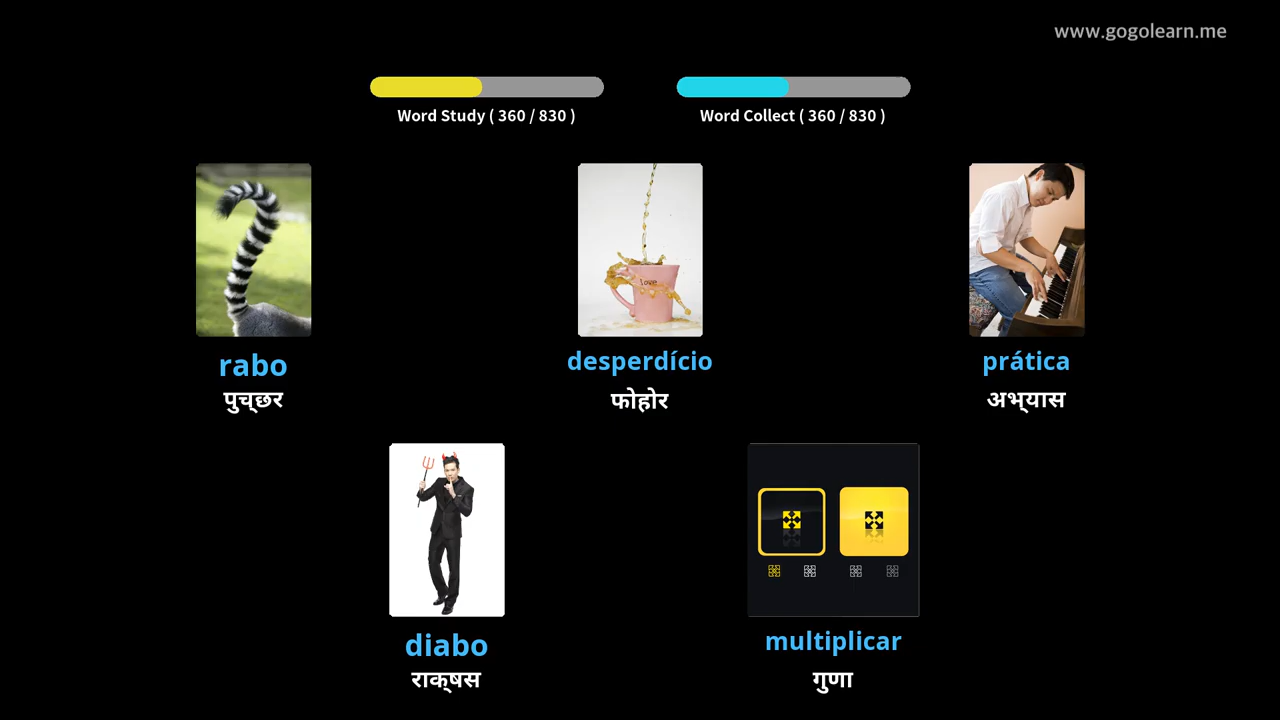 www.gogolearn.me
Word Study ( 360 / 830 )
Word Collect ( 360 / 830 )
rabo
पुच्छर
desperdício
फोहोर
prática
अभ्यास
love
diabo
राक्षस
multiplicar
गुणा